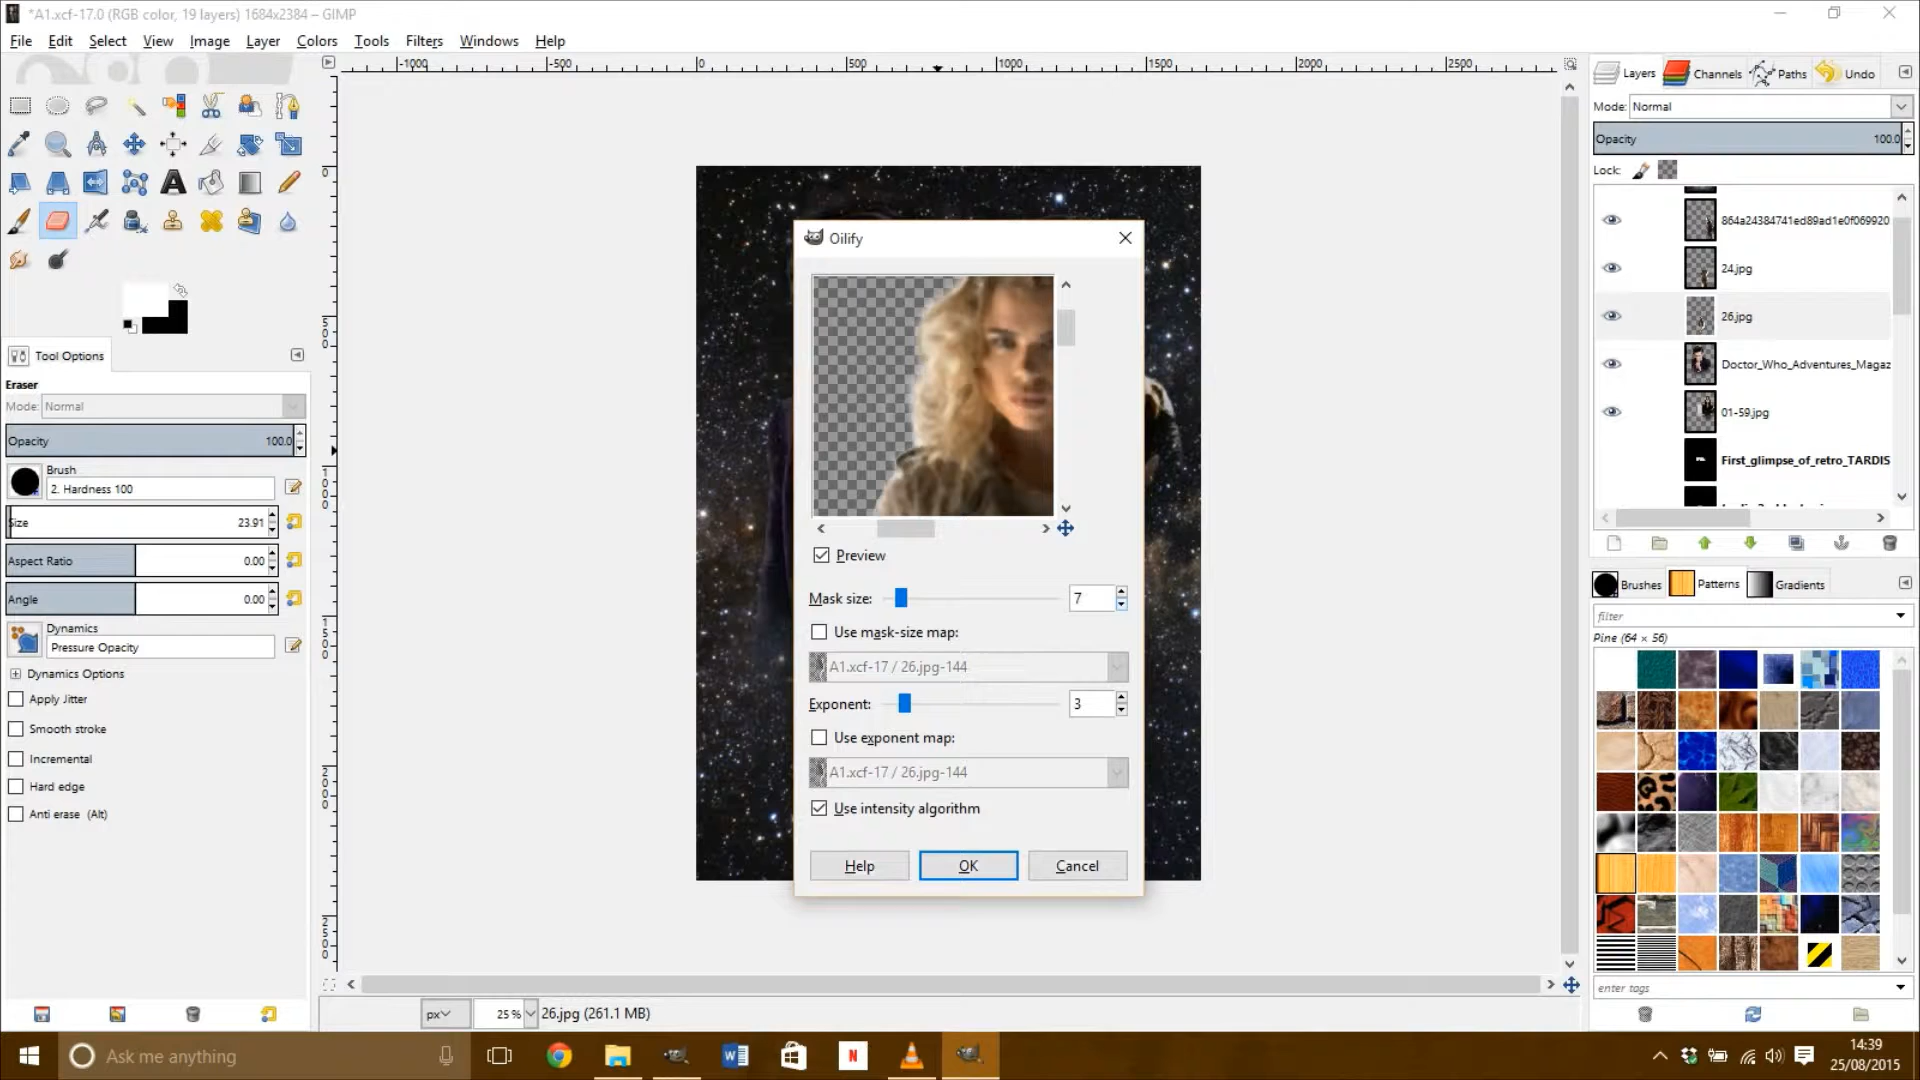 *A1.xcf-17.0 (RGB color, 19 layers) 1684x2384 – GIMP
File Edit Select View Image Layer Colors Tools Filters Windows Help
-1000 -500 0 500 1000 1500 2000 2500
0
500
1000
1500
2000
2500
Tool Options
Eraser
Mode: Normal
Opacity 100.0
Brush
2. Hardness 100
Size 23.91
Aspect Ratio 0.00
Angle 0.00
Dynamics
Pressure Opacity
Dynamics Options
Apply Jitter
Smooth stroke
Incremental
Hard edge
Anti erase (Alt)
Oilify
Preview
Mask size: 7
Use mask-size map:
A1.xcf-17 / 26.jpg-144
Exponent: 3
Use exponent map:
A1.xcf-17 / 26.jpg-144
Use intensity algorithm
Help OK Cancel
px 25 % 26.jpg (261.1 MB)
Layers Channels Paths Undo
Mode: Normal
Opacity 100.0
Lock:
864a24384741ed89ad1e0f069920
24.jpg
26.jpg
Doctor_Who_Adventures_Magaz
01-59.jpg
First_glimpse_of_retro_TARDIS
Brushes Patterns Gradients
filter
Pine (64 × 56)
enter tags
Ask me anything
W
N
14:39
25/08/2015